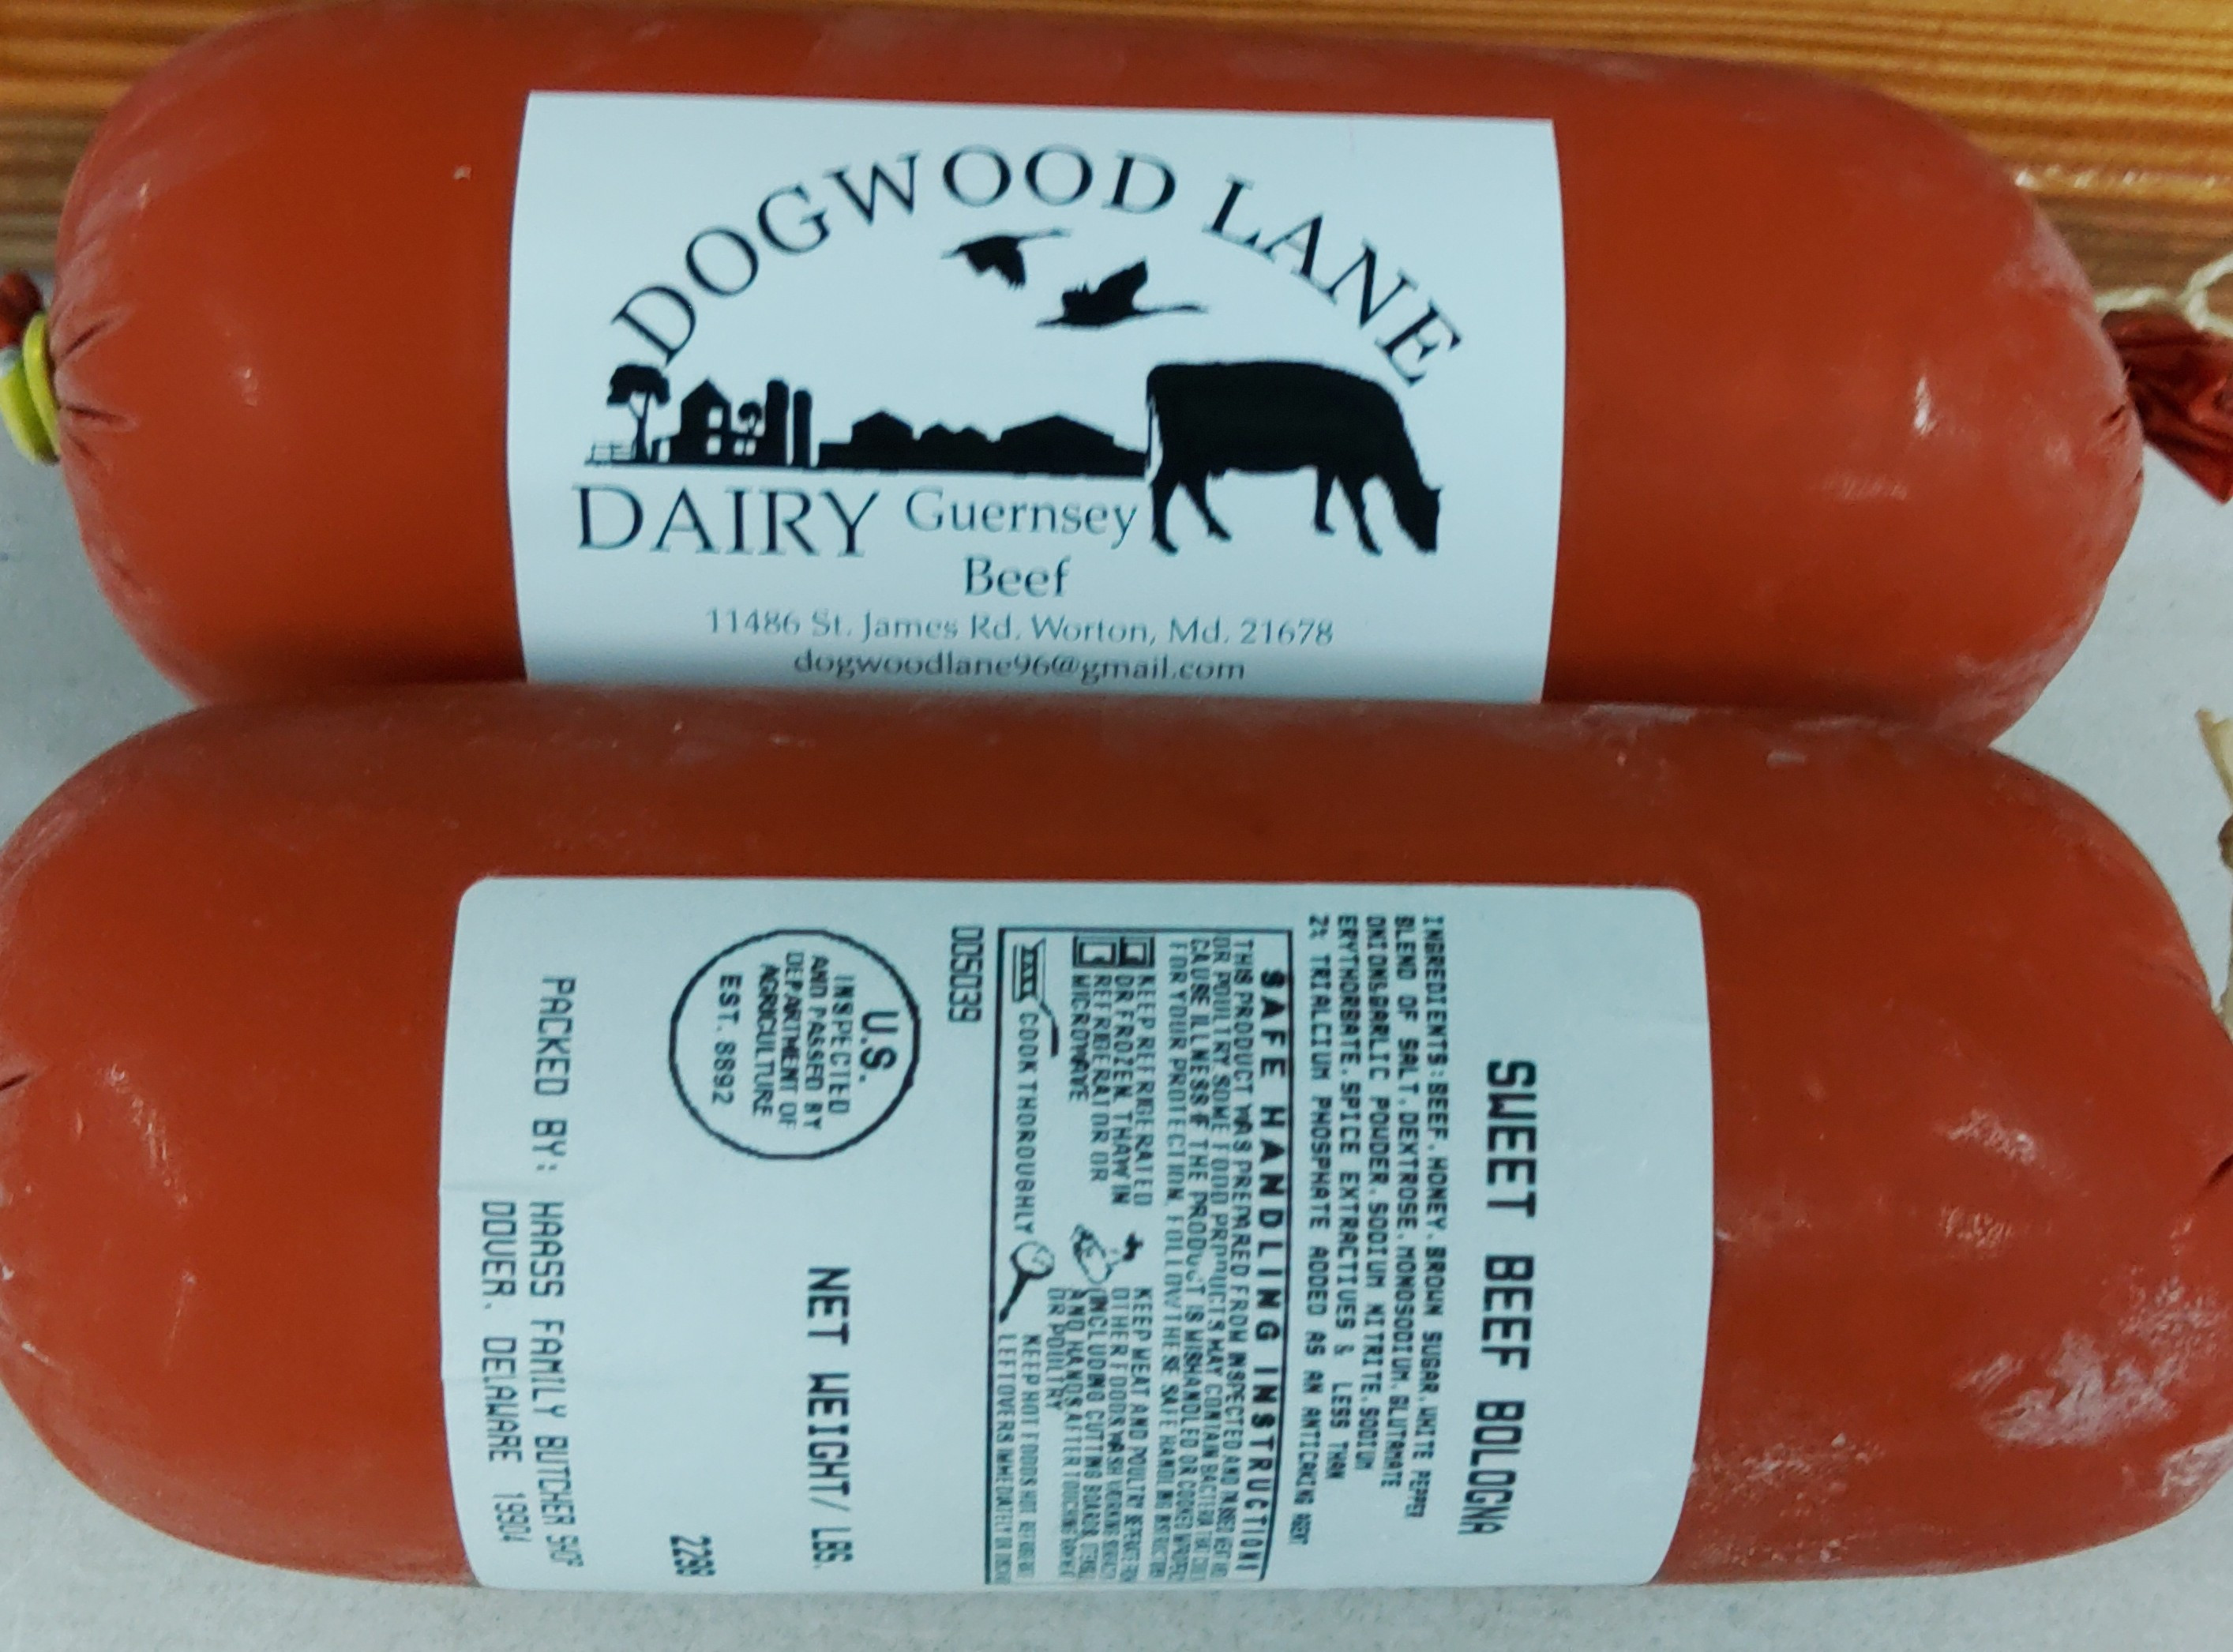 DOGWOOD LANE
DAIRY Guernsey
Beef
11486 St. James Rd. Worton, Md. 21678
dogwoodlane96@gmail.com
SWEET BEEF BOLOGNA
INGREDIENTS:BEEF.HONEY.BROWN SUGAR.WHITE PEPPER
BLEND OF SALT.DEXTROSE.MONOSODIUM.GLUTAMATE
ONIONS.GARLIC POWDER.SODIUM NITRITE.SODIUM
ERYTHORBATE.SPICE EXTRACTIVES & LESS THAN
2% TRIALCIUM PHOSPHATE ADDED AS AN ANTICAKING AGENT
SAFE HANDLING INSTRUCTION
THIS PRODUCT WAS PREPARED FROM INSPECTED AND PASSED MEAT AND
OR POULTRY SOME FOOD PRODUCTS MAY CONTAIN BACTERIA THAT COULD
CAUSE ILLNESS IF THE PRODUCT IS MISHANDLED OR COOKED IMPROPERLY
FOR YOUR PROTECTION, FOLLOW THESE SAFE HANDLING INSTRUCTIONS
KEEP REFRIGERATED
OR FROZEN, THAW IN
REFRIGERATOR OR
MICROWAVE
KEEP MEAT AND POULTRY SEPARATE FROM
OTHER FOODS. WASH WORKING SURFACES
(INCLUDING CUTTING BOARDS, UTENSILS
AND HANDS AFTER TOUCHING RAW MEAT
OR POULTRY
COOK THOROUGHLY
KEEP HOT FOODS HOT REFRIGERATE
LEFTOVERS IMMEDIATELY OR DISCARD
005039
U.S.
INSPECTED
AND PASSED BY
DEPARTMENT OF
AGRICULTURE
EST. 8892
NET WEIGHT/ LBS.
2298
PACKED BY: HAASS FAMILY BUTCHER SHOP
DOVER. DELAWARE 19904